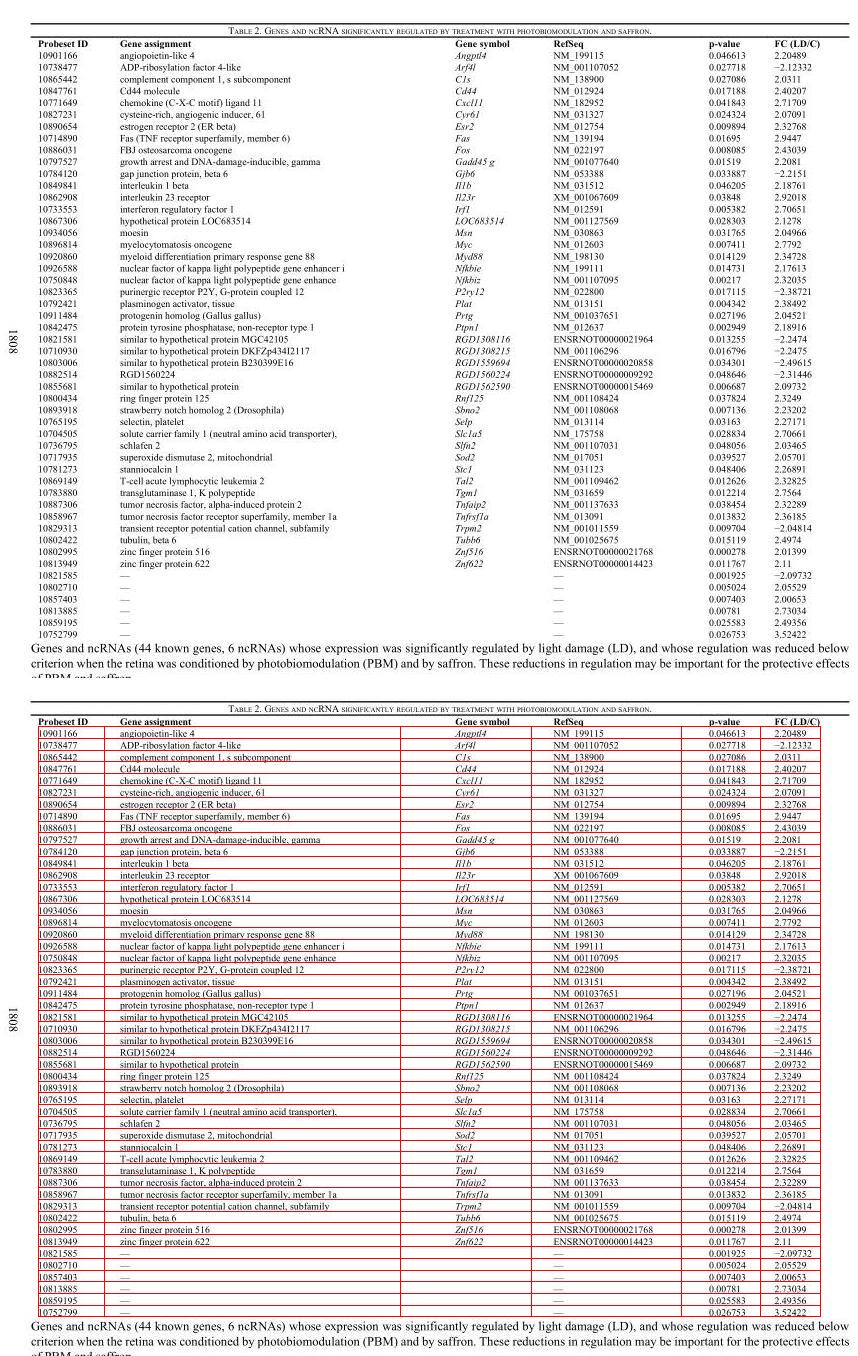 TABLE 2. GENES AND NCRNA SIGNIFICANTLY REGULATED BY TREATMENT WITH PHOTOBIOMODULATION AND SAFFRON.
Probeset ID Gene assignment Gene symbol RefSeq p-value FC (LD/C)
10901166 angiopoietin-like 4 Angptl4 NM_199115 0.046613 2.20489
10738477 ADP-ribosylation factor 4-like Arf4l NM_001107052 0.027718 −2.12332
10865442 complement component 1, s subcomponent C1s NM_138900 0.027086 2.0311
10847761 Cd44 molecule Cd44 NM_012924 0.017188 2.40207
10771649 chemokine (C-X-C motif) ligand 11 Cxcl11 NM_182952 0.041843 2.71709
10827231 cysteine-rich, angiogenic inducer, 61 Cyr61 NM_031327 0.024324 2.07091
10890654 estrogen receptor 2 (ER beta) Esr2 NM_012754 0.009894 2.32768
10714890 Fas (TNF receptor superfamily, member 6) Fas NM_139194 0.01695 2.9447
10886031 FBJ osteosarcoma oncogene Fos NM_022197 0.008085 2.43039
10797527 growth arrest and DNA-damage-inducible, gamma Gadd45 g NM_001077640 0.01519 2.2081
10784120 gap junction protein, beta 6 Gjb6 NM_053388 0.033887 −2.2151
10849841 interleukin 1 beta Il1b NM_031512 0.046205 2.18761
10862908 interleukin 23 receptor Il23r XM_001067609 0.03848 2.92018
10733553 interferon regulatory factor 1 Irf1 NM_012591 0.005382 2.70651
10867306 hypothetical protein LOC683514 LOC683514 NM_001127569 0.028303 2.1278
10934056 moesin Msn NM_030863 0.031765 2.04966
10896814 myelocytomatosis oncogene Myc NM_012603 0.007411 2.7792
10920860 myeloid differentiation primary response gene 88 Myd88 NM_198130 0.014129 2.34728
10926588 nuclear factor of kappa light polypeptide gene enhancer i Nfkbie NM_199111 0.014731 2.17613
10750848 nuclear factor of kappa light polypeptide gene enhance Nfkbiz NM_001107095 0.00217 2.32035
10823365 purinergic receptor P2Y, G-protein coupled 12 P2ry12 NM_022800 0.017115 −2.38721
10792421 plasminogen activator, tissue Plat NM_013151 0.004342 2.38492
10911484 protogenin homolog (Gallus gallus) Prtg NM_001037651 0.027196 2.04521
10842475 protein tyrosine phosphatase, non-receptor type 1 Ptpn1 NM_012637 0.002949 2.18916
10821581 similar to hypothetical protein MGC42105 RGD1308116 ENSRNOT00000021964 0.013255 −2.2474
10710930 similar to hypothetical protein DKFZp434I2117 RGD1308215 NM_001106296 0.016796 −2.2475
10803006 similar to hypothetical protein B230399E16 RGD1559694 ENSRNOT00000020858 0.034301 −2.49615
10882514 RGD1560224 RGD1560224 ENSRNOT00000009292 0.048646 −2.31446
10855681 similar to hypothetical protein RGD1562590 ENSRNOT00000015469 0.006687 2.09732
10800434 ring finger protein 125 Rnf125 NM_001108424 0.037824 2.3249
10893918 strawberry notch homolog 2 (Drosophila) Sbno2 NM_001108068 0.007136 2.23202
10765195 selectin, platelet Selp NM_013114 0.03163 2.27171
10704505 solute carrier family 1 (neutral amino acid transporter), Slc1a5 NM_175758 0.028834 2.70661
10736795 schlafen 2 Slfn2 NM_001107031 0.048056 2.03465
10717935 superoxide dismutase 2, mitochondrial Sod2 NM_017051 0.039527 2.05701
10781273 stanniocalcin 1 Stc1 NM_031123 0.048406 2.26891
10869149 T-cell acute lymphocytic leukemia 2 Tal2 NM_001109462 0.012626 2.32825
10783880 transglutaminase 1, K polypeptide Tgm1 NM_031659 0.012214 2.7564
10887306 tumor necrosis factor, alpha-induced protein 2 Tnfaip2 NM_001137633 0.038454 2.32289
10858967 tumor necrosis factor receptor superfamily, member 1a Tnfrsf1a NM_013091 0.013832 2.36185
10829313 transient receptor potential cation channel, subfamily Trpm2 NM_001011559 0.009704 −2.04814
10802422 tubulin, beta 6 Tubb6 NM_001025675 0.015119 2.4974
10802995 zinc finger protein 516 Znf516 ENSRNOT00000021768 0.000278 2.01399
10813949 zinc finger protein 622 Znf622 ENSRNOT00000014423 0.011767 2.11
10821585 — — 0.001925 −2.09732
10802710 — — 0.005024 2.05529
10857403 — — 0.007403 2.00653
10813885 — — 0.00781 2.73034
10859195 — — 0.025583 2.49356
10752799 — — 0.026753 3.52422
Genes and ncRNAs (44 known genes, 6 ncRNAs) whose expression was significantly regulated by light damage (LD), and whose regulation was reduced below
criterion when the retina was conditioned by photobiomodulation (PBM) and by saffron. These reductions in regulation may be important for the protective effects
of PBM and saffron.
1808
TABLE 2. GENES AND NCRNA SIGNIFICANTLY REGULATED BY TREATMENT WITH PHOTOBIOMODULATION AND SAFFRON.
Probeset ID Gene assignment Gene symbol RefSeq p-value FC (LD/C)
10901166 angiopoietin-like 4 Angptl4 NM_199115 0.046613 2.20489
10738477 ADP-ribosylation factor 4-like Arf4l NM_001107052 0.027718 −2.12332
10865442 complement component 1, s subcomponent C1s NM_138900 0.027086 2.0311
10847761 Cd44 molecule Cd44 NM_012924 0.017188 2.40207
10771649 chemokine (C-X-C motif) ligand 11 Cxcl11 NM_182952 0.041843 2.71709
10827231 cysteine-rich, angiogenic inducer, 61 Cyr61 NM_031327 0.024324 2.07091
10890654 estrogen receptor 2 (ER beta) Esr2 NM_012754 0.009894 2.32768
10714890 Fas (TNF receptor superfamily, member 6) Fas NM_139194 0.01695 2.9447
10886031 FBJ osteosarcoma oncogene Fos NM_022197 0.008085 2.43039
10797527 growth arrest and DNA-damage-inducible, gamma Gadd45 g NM_001077640 0.01519 2.2081
10784120 gap junction protein, beta 6 Gjb6 NM_053388 0.033887 −2.2151
10849841 interleukin 1 beta Il1b NM_031512 0.046205 2.18761
10862908 interleukin 23 receptor Il23r XM_001067609 0.03848 2.92018
10733553 interferon regulatory factor 1 Irf1 NM_012591 0.005382 2.70651
10867306 hypothetical protein LOC683514 LOC683514 NM_001127569 0.028303 2.1278
10934056 moesin Msn NM_030863 0.031765 2.04966
10896814 myelocytomatosis oncogene Myc NM_012603 0.007411 2.7792
10920860 myeloid differentiation primary response gene 88 Myd88 NM_198130 0.014129 2.34728
10926588 nuclear factor of kappa light polypeptide gene enhancer i Nfkbie NM_199111 0.014731 2.17613
10750848 nuclear factor of kappa light polypeptide gene enhance Nfkbiz NM_001107095 0.00217 2.32035
10823365 purinergic receptor P2Y, G-protein coupled 12 P2ry12 NM_022800 0.017115 −2.38721
10792421 plasminogen activator, tissue Plat NM_013151 0.004342 2.38492
10911484 protogenin homolog (Gallus gallus) Prtg NM_001037651 0.027196 2.04521
10842475 protein tyrosine phosphatase, non-receptor type 1 Ptpn1 NM_012637 0.002949 2.18916
10821581 similar to hypothetical protein MGC42105 RGD1308116 ENSRNOT00000021964 0.013255 −2.2474
10710930 similar to hypothetical protein DKFZp434I2117 RGD1308215 NM_001106296 0.016796 −2.2475
10803006 similar to hypothetical protein B230399E16 RGD1559694 ENSRNOT00000020858 0.034301 −2.49615
10882514 RGD1560224 RGD1560224 ENSRNOT00000009292 0.048646 −2.31446
10855681 similar to hypothetical protein RGD1562590 ENSRNOT00000015469 0.006687 2.09732
10800434 ring finger protein 125 Rnf125 NM_001108424 0.037824 2.3249
10893918 strawberry notch homolog 2 (Drosophila) Sbno2 NM_001108068 0.007136 2.23202
10765195 selectin, platelet Selp NM_013114 0.03163 2.27171
10704505 solute carrier family 1 (neutral amino acid transporter), Slc1a5 NM_175758 0.028834 2.70661
10736795 schlafen 2 Slfn2 NM_001107031 0.048056 2.03465
10717935 superoxide dismutase 2, mitochondrial Sod2 NM_017051 0.039527 2.05701
10781273 stanniocalcin 1 Stc1 NM_031123 0.048406 2.26891
10869149 T-cell acute lymphocytic leukemia 2 Tal2 NM_001109462 0.012626 2.32825
10783880 transglutaminase 1, K polypeptide Tgm1 NM_031659 0.012214 2.7564
10887306 tumor necrosis factor, alpha-induced protein 2 Tnfaip2 NM_001137633 0.038454 2.32289
10858967 tumor necrosis factor receptor superfamily, member 1a Tnfrsf1a NM_013091 0.013832 2.36185
10829313 transient receptor potential cation channel, subfamily Trpm2 NM_001011559 0.009704 −2.04814
10802422 tubulin, beta 6 Tubb6 NM_001025675 0.015119 2.4974
10802995 zinc finger protein 516 Znf516 ENSRNOT00000021768 0.000278 2.01399
10813949 zinc finger protein 622 Znf622 ENSRNOT00000014423 0.011767 2.11
10821585 — — 0.001925 −2.09732
10802710 — — 0.005024 2.05529
10857403 — — 0.007403 2.00653
10813885 — — 0.00781 2.73034
10859195 — — 0.025583 2.49356
10752799 — — 0.026753 3.52422
Genes and ncRNAs (44 known genes, 6 ncRNAs) whose expression was significantly regulated by light damage (LD), and whose regulation was reduced below
criterion when the retina was conditioned by photobiomodulation (PBM) and by saffron. These reductions in regulation may be important for the protective effects
of PBM and saffron.
1808